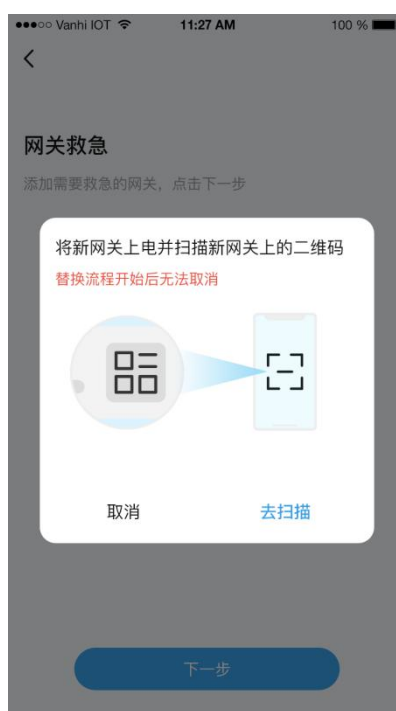 ●●●○○ Vanhi IOT 11:27 AM 100 %
网关救急
添加需要救急的网关，点击下一步
将新网关上电并扫描新网关上的二维码
替换流程开始后无法取消
取消 去扫描
下一步